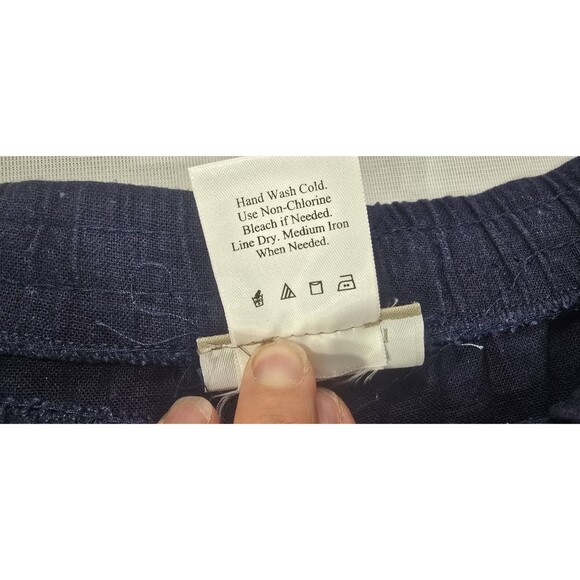 Hand Wash Cold.
Use Non-Chlorine
Bleach if Needed.
Line Dry. Medium Iron
When Needed.